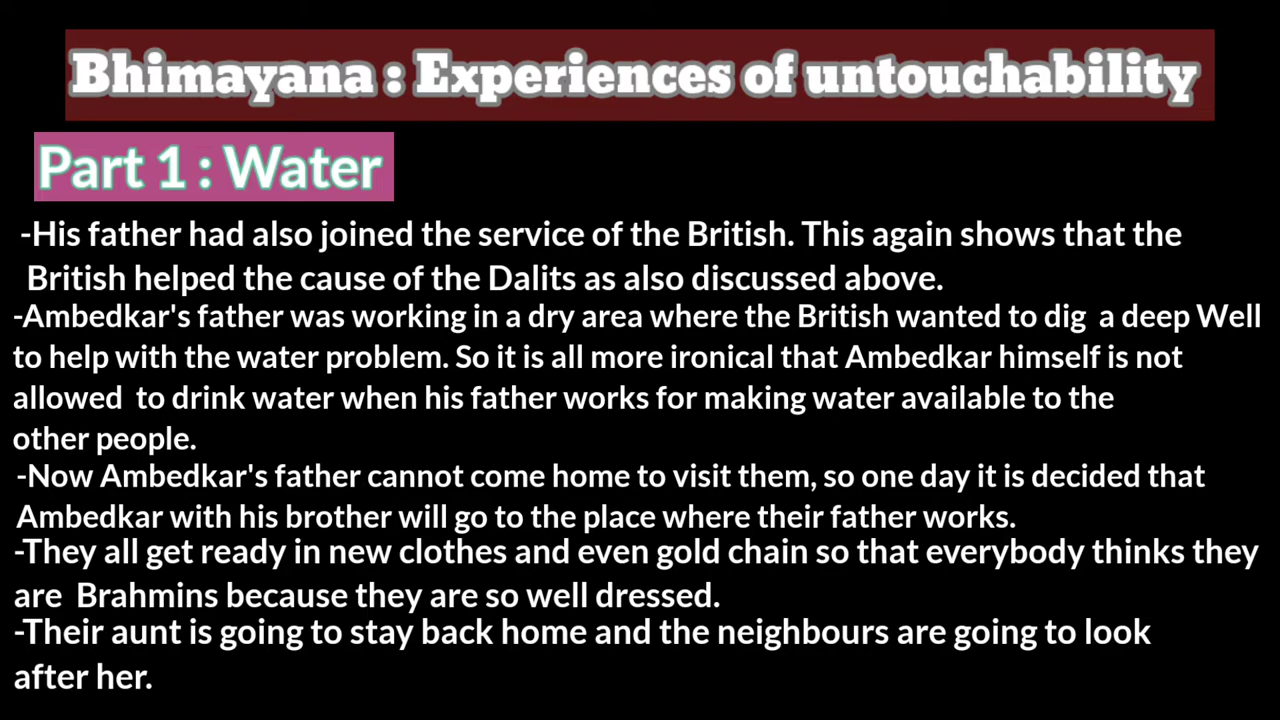 Bhimayana : Experiences of untouchability
Part 1 : Water
-His father had also joined the service of the British. This again shows that the
British helped the cause of the Dalits as also discussed above.
-Ambedkar's father was working in a dry area where the British wanted to dig a deep Well
to help with the water problem. So it is all more ironical that Ambedkar himself is not
allowed to drink water when his father works for making water available to the
other people.
-Now Ambedkar's father cannot come home to visit them, so one day it is decided that
Ambedkar with his brother will go to the place where their father works.
-They all get ready in new clothes and even gold chain so that everybody thinks they
are Brahmins because they are so well dressed.
-Their aunt is going to stay back home and the neighbours are going to look
after her.